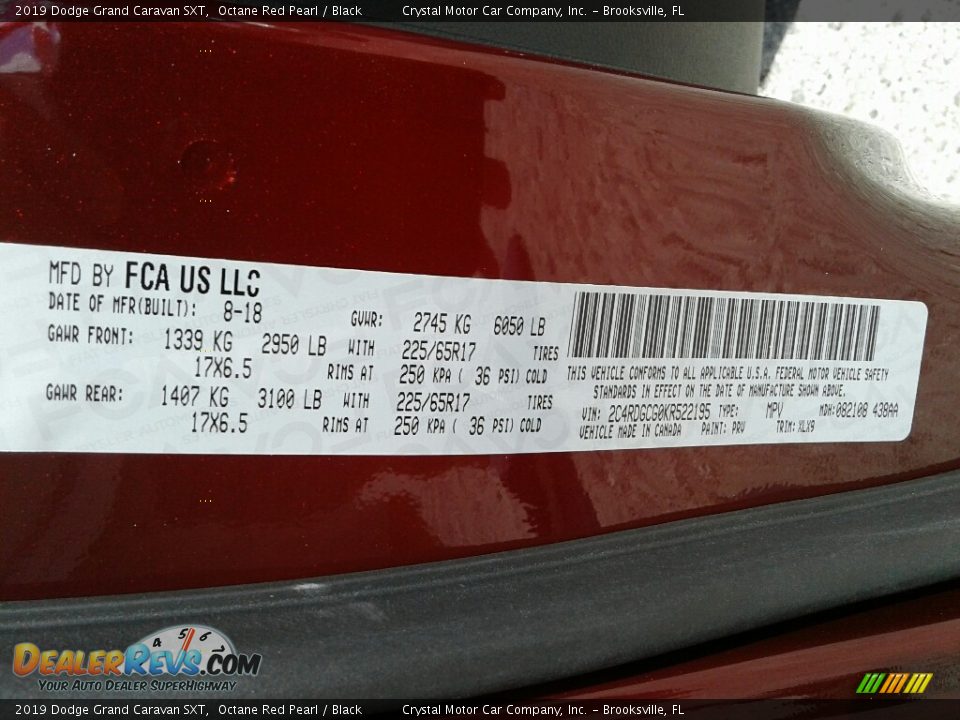 2019 Dodge Grand Caravan SXT, Octane Red Pearl / Black Crystal Motor Car Company, Inc. - Brooksville, FL
MFD BY FCA US LLC
DATE OF MFR(BUILT): 8-18 GVWR: 2745 KG 6050 LB
GAWR FRONT: 1339 KG 2950 LB WITH 225/65R17 TIRES
17X6.5 RIMS AT 250 KPA ( 36 PSI) COLD
GAWR REAR: 1407 KG 3100 LB WITH 225/65R17 TIRES
17X6.5 RIMS AT 250 KPA ( 36 PSI) COLD
THIS VEHICLE CONFORMS TO ALL APPLICABLE U.S.A. FEDERAL MOTOR VEHICLE SAFETY
STANDARDS IN EFFECT ON THE DATE OF MANUFACTURE SHOWN ABOVE.
VIN: 2C4RDGCG0KR522195 TYPE: MPV MDH:082108 438AA
VEHICLE MADE IN CANADA PAINT: PRV TRIM: XLX9
4 5 6
DEALERREVS.COM
YOUR AUTO DEALER SUPERHIGHWAY
2019 Dodge Grand Caravan SXT, Octane Red Pearl / Black Crystal Motor Car Company, Inc. - Brooksville, FL